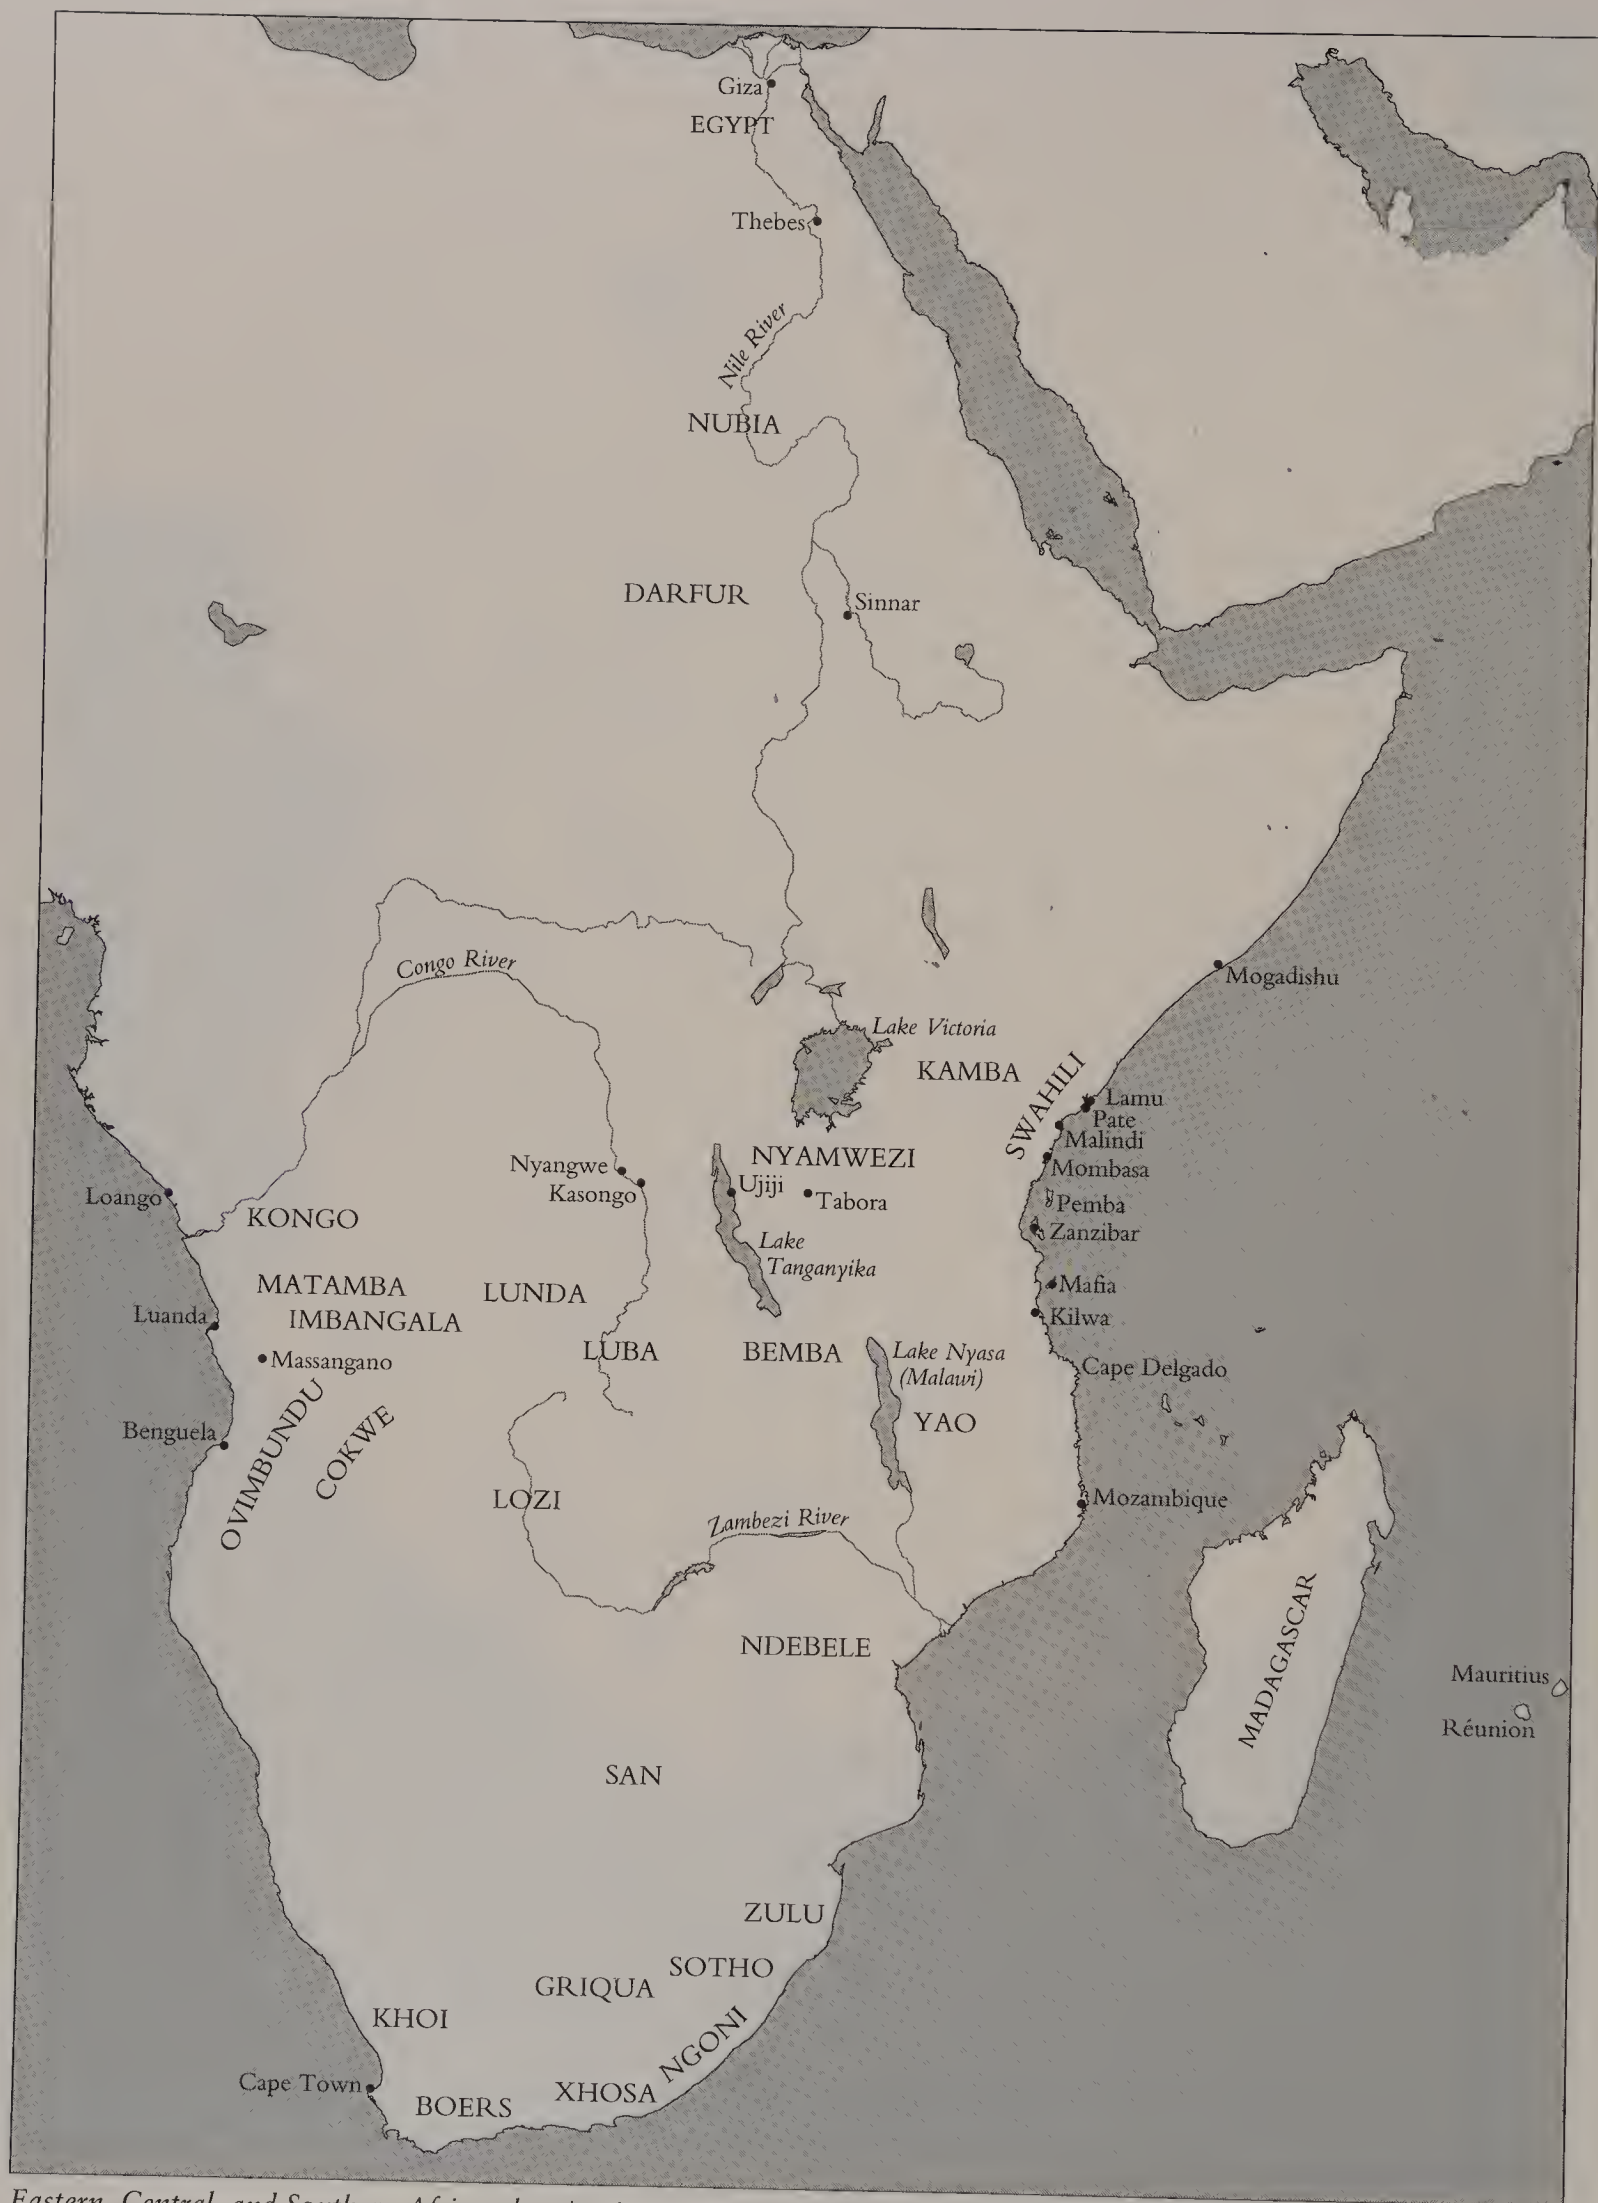 Giza
EGYPT
Thebes
Nile River
NUBIA
DARFUR
Sinnar
Congo River
Mogadishu
Lake Victoria
KAMBA
SWAHILI
Lamu
Pate
Malindi
Mombasa
NYAMWEZI
Nyangwe
Kasongo
Ujiji
Tabora
Loango
KONGO
Pemba
Zanzibar
Lake
Tanganyika
MATAMBA
LUNDA
Mafia
Luanda
IMBANGALA
Kilwa
Massangano
LUBA
BEMBA
Lake Nyasa
(Malawi)
Cape Delgado
Benguela
OVIMBUNDU
COKWE
YAO
LOZI
Zambezi River
Mozambique
NDEBELE
MADAGASCAR
Mauritius
Réunion
SAN
ZULU
SOTHO
GRIQUA
KHOI
NGONI
Cape Town
BOERS
XHOSA
Eastern, Central, and